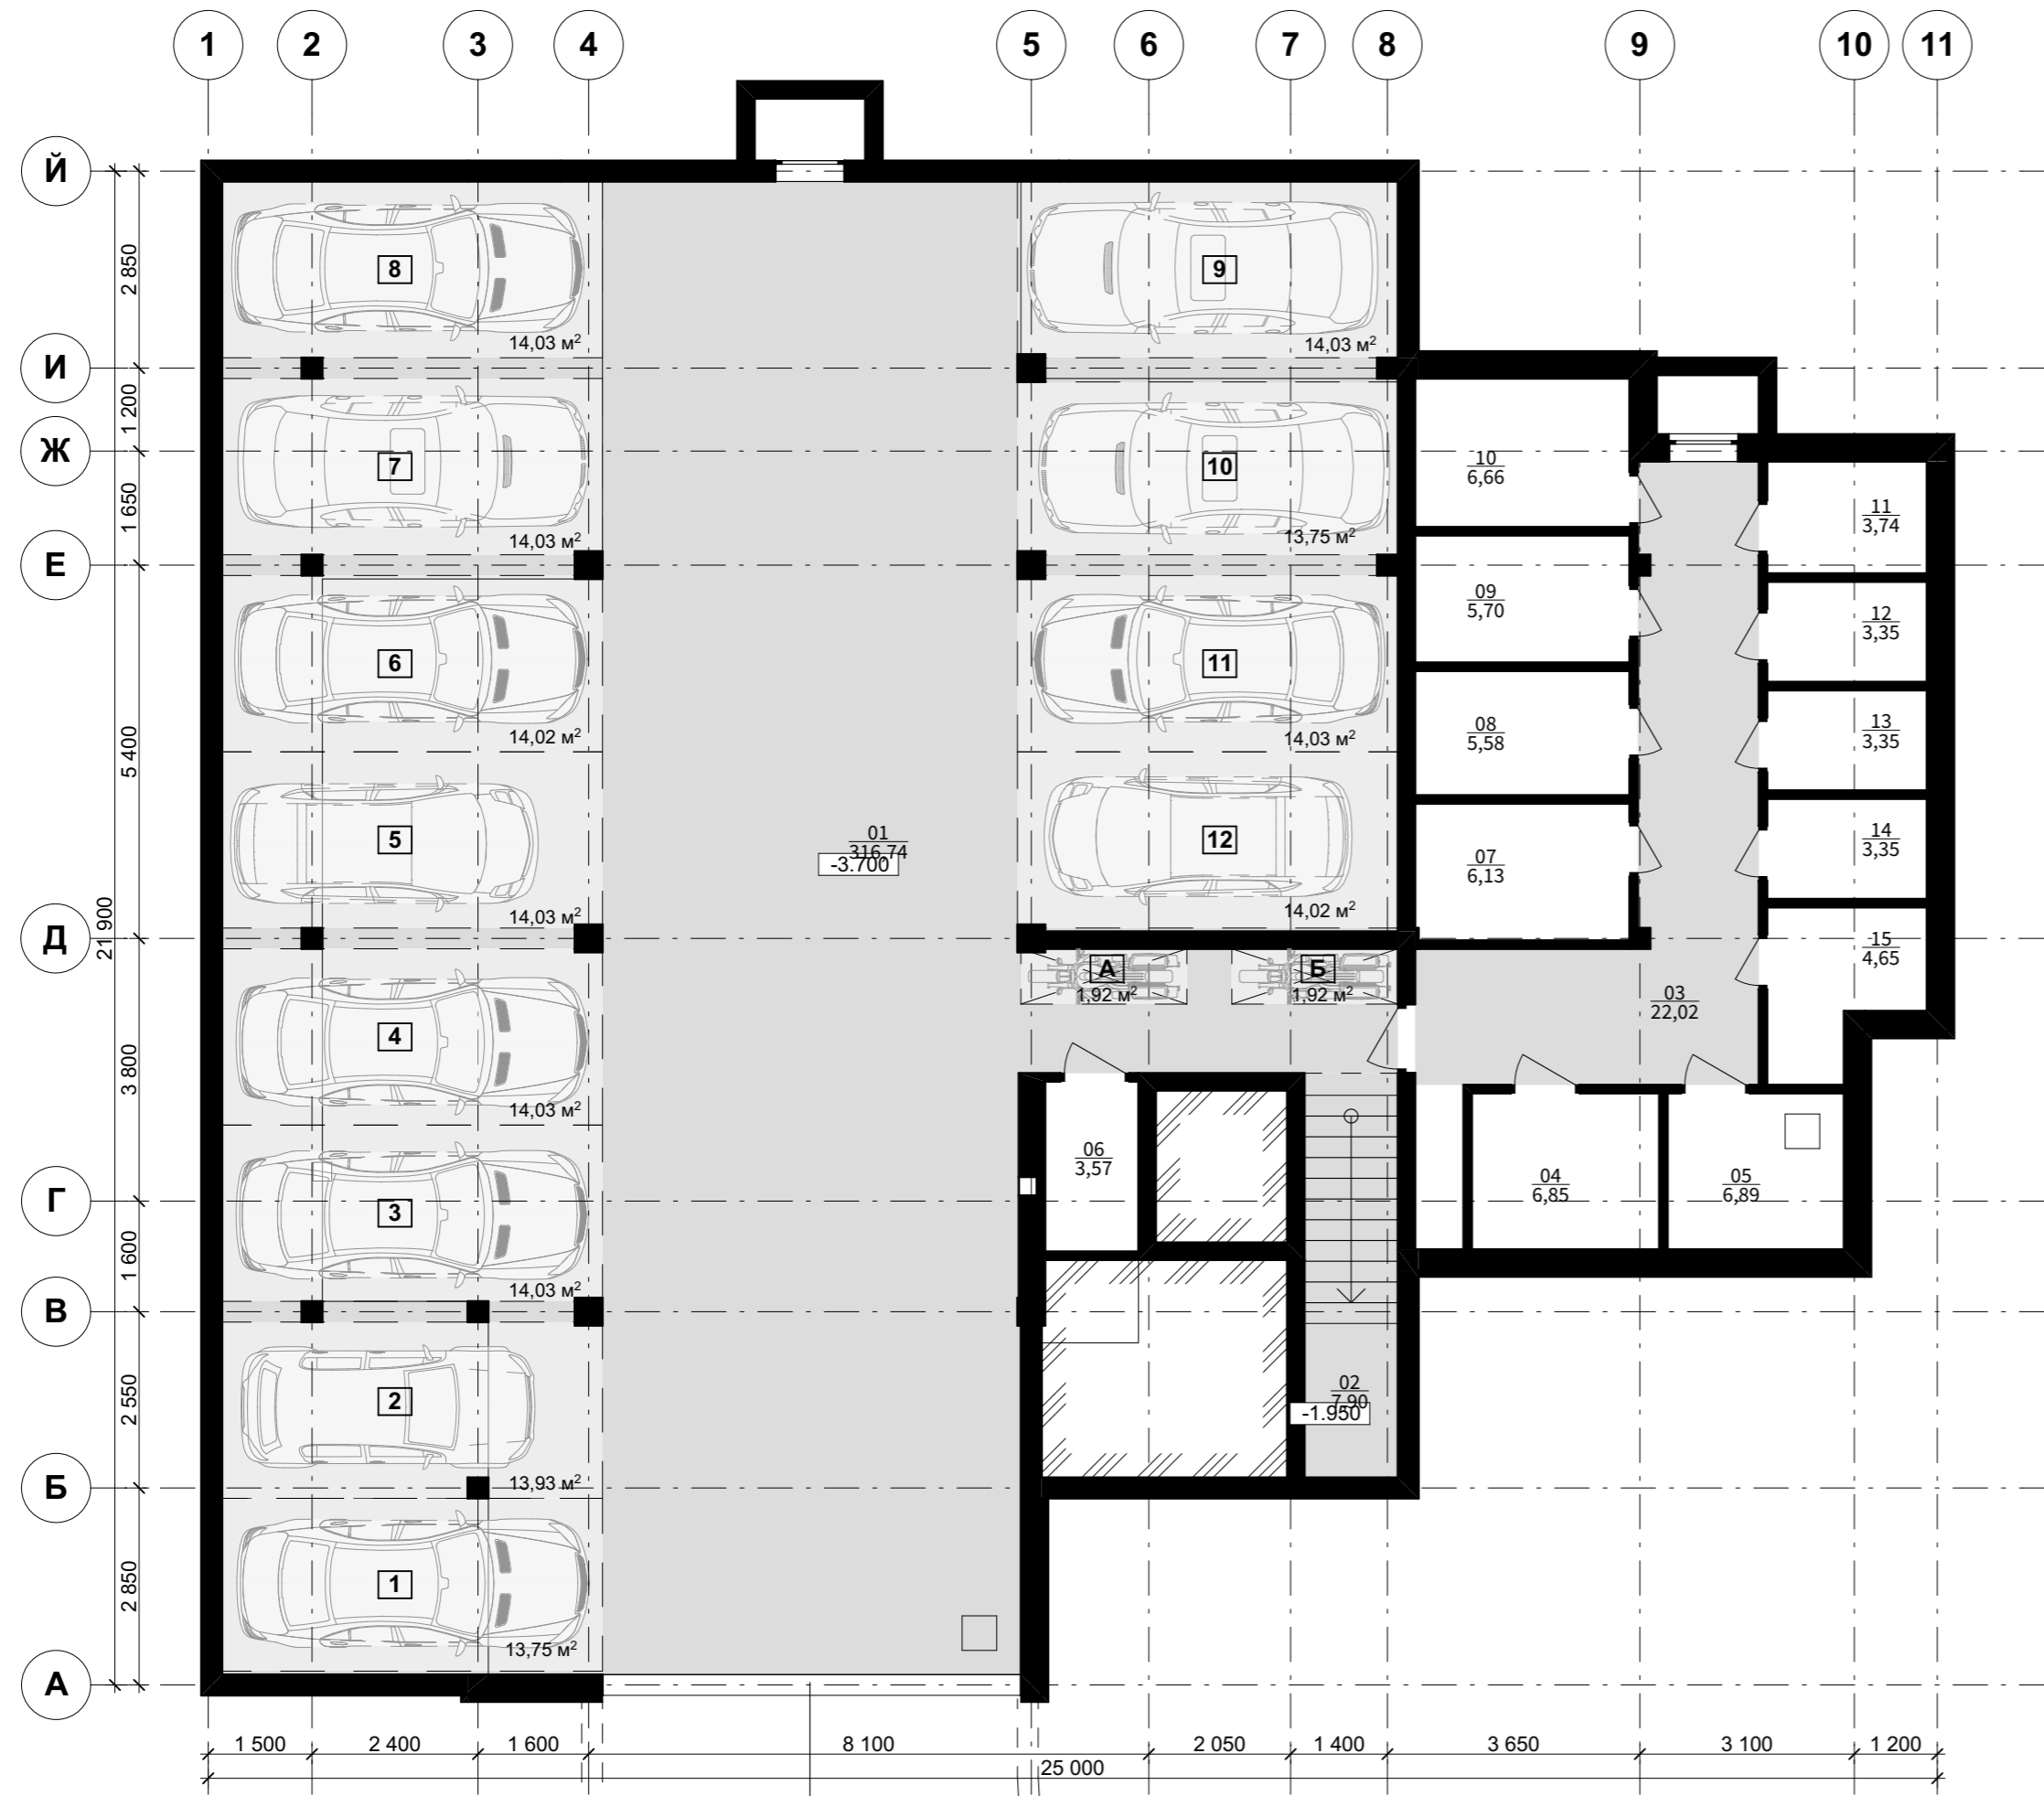 1 2 3 4 5 6 7 8 9 10 11
Й
И
Ж
Е
Д
Г
В
Б
А
2 850
1 200
1 650
5 400
3 800
1 600
2 550
2 850
21 900
8
14,03 м²
7
14,03 м²
6
14,02 м²
5
14,03 м²
4
14,03 м²
3
14,03 м²
2
13,93 м²
1
13,75 м²
01
316,74
-3.700
9
14,03 м²
10
13,75 м²
11
14,03 м²
12
14,02 м²
А
1,92 м²
Б
1,92 м²
06
3,57
02
7,90
-1.950
10
6,66
09
5,70
08
5,58
07
6,13
11
3,74
12
3,35
13
3,35
14
3,35
15
4,65
03
22,02
04
6,85
05
6,89
1 500 2 400 1 600 8 100 2 050 1 400 3 650 3 100 1 200
25 000